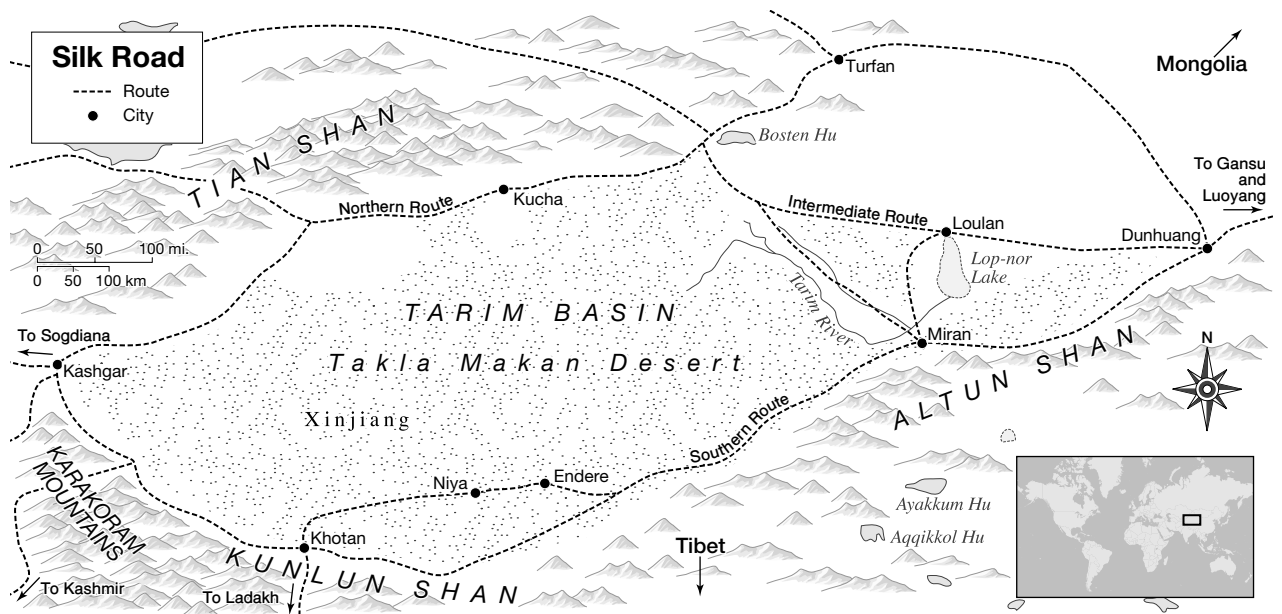 Silk Road
Route
City
Mongolia
Turfan
Bosten Hu
TIAN SHAN
To Gansu
and
Luoyang
Northern Route
Kucha
Intermediate Route
Loulan
Dunhuang
0 50 100 mi.
0 50 100 km
Lop-nor
Lake
Tarim River
TARIM BASIN
To Sogdiana
Miran
N
Kashgar
Takla Makan Desert
ALTUN SHAN
Xinjiang
Southern Route
KARAKORAM
MOUNTAINS
Niya
Endere
Ayakkum Hu
Aqqikkol Hu
Khotan
Tibet
KUNLUN SHAN
To Kashmir
To Ladakh